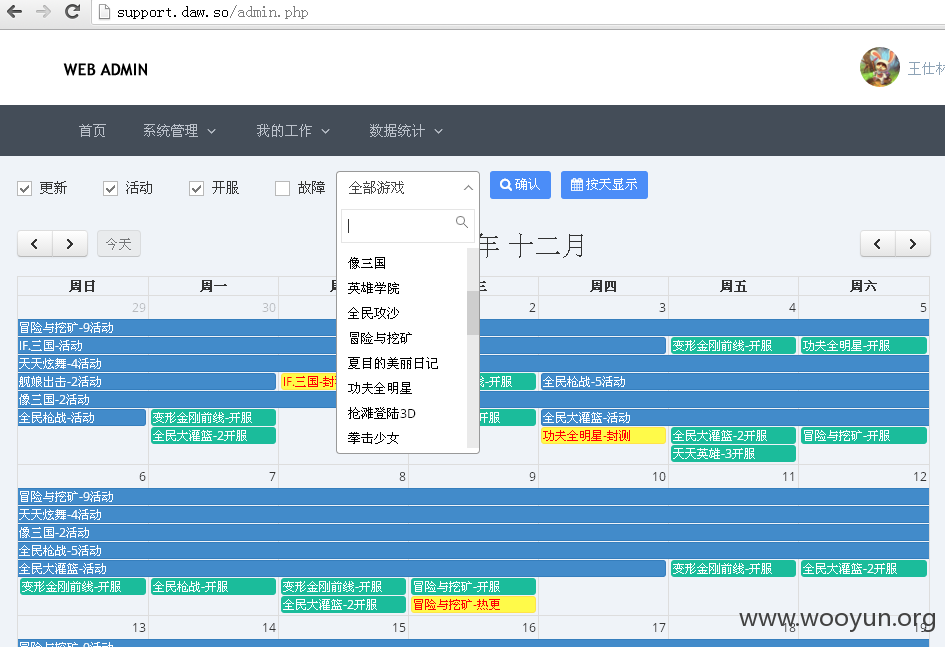 support.daw.so/admin.php
WEB ADMIN
王仕林
首页 系统管理 我的工作 数据统计
更新 活动 开服 故障 全部游戏 确认 按天显示
今天 年 十二月
像三国
英雄学院
全民攻沙
冒险与挖矿
夏目的美丽日记
功夫全明星
抢滩登陆3D
拳击少女
周日 周一 周四 周五 周六
29 30 2 3 4 5
冒险与挖矿-9活动
IF.三国-活动 变形金刚前线-开服 功夫全明星-开服
天天炫舞-4活动
舰娘出击-2活动 IF.三国-封 线-开服 全民枪战-5活动
像三国-2活动
全民枪战-活动 变形金刚前线-开服 开服 全民大灌篮-活动
全民大灌篮-2开服 功夫全明星-封测 全民大灌篮-2开服 冒险与挖矿-开服
天天英雄-3开服
6 7 8 9 10 11 12
冒险与挖矿-9活动
天天炫舞-4活动
像三国-2活动
全民枪战-5活动
全民大灌篮-活动 变形金刚前线-开服 全民大灌篮-2开服
变形金刚前线-开服 全民枪战-开服 变形金刚前线-开服 冒险与挖矿-开服
全民大灌篮-2开服 冒险与挖矿-热更
www.wooyun.org
13 14 15 16 17 18 19
冒险与挖矿-9活动